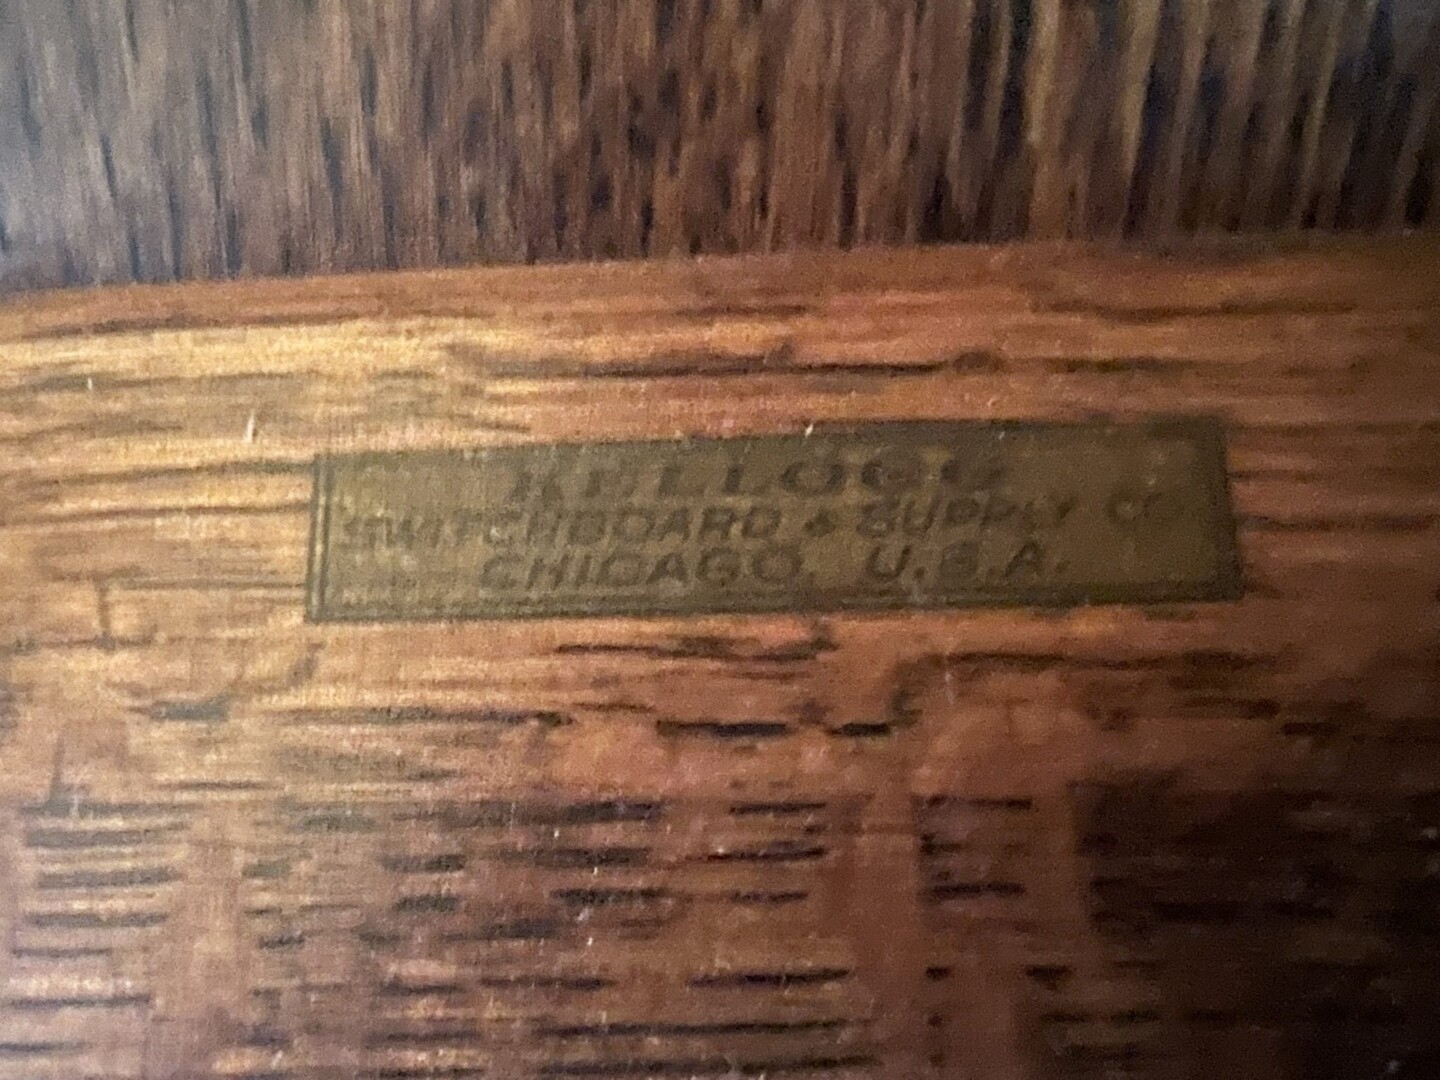 KELLOGG
SWITCHBOARD & SUPPLY CO.
CHICAGO, U.S.A.